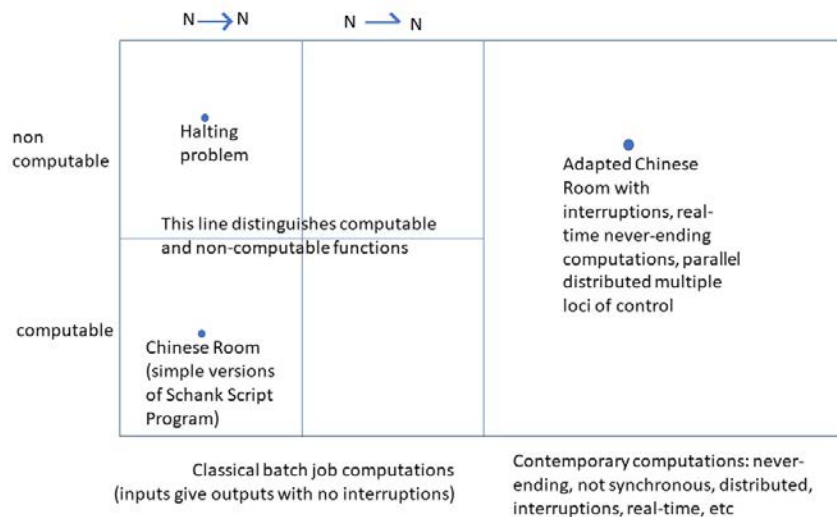 N → N
N ⇀ N
non
computable
Halting
problem
Adapted Chinese
Room with
interruptions, real-
time never-ending
computations, parallel
distributed multiple
loci of control
This line distinguishes computable
and non-computable functions
computable
Chinese Room
(simple versions
of Schank Script
Program)
Classical batch job computations
(inputs give outputs with no interruptions)
Contemporary computations: never-
ending, not synchronous, distributed,
interruptions, real-time, etc